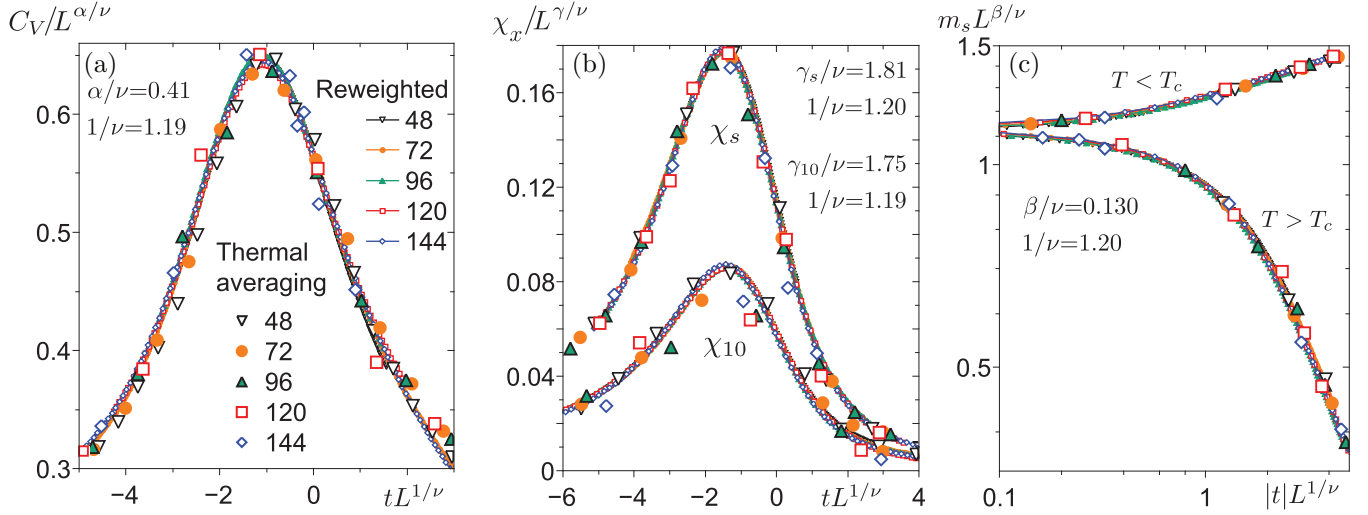 C_V/L^{α/ν}
(a)
α/ν=0.41
1/ν=1.19
Reweighted
48
72
96
120
144
Thermal
averaging
48
72
96
120
144
0.6
0.5
0.4
0.3
−4
−2
0
tL^{1/ν}
χ_x/L^{γ/ν}
(b)
γ_s/ν=1.81
1/ν=1.20
χ_s
γ_{10}/ν=1.75
1/ν=1.19
χ_{10}
0.16
0.12
0.08
0.04
0
−6
−4
−2
0
tL^{1/ν}
4
m_sL^{β/ν}
1.5
(c)
T < T_c
1
β/ν=0.130
T > T_c
1/ν=1.20
0.5
0.1
1
|t|L^{1/ν}